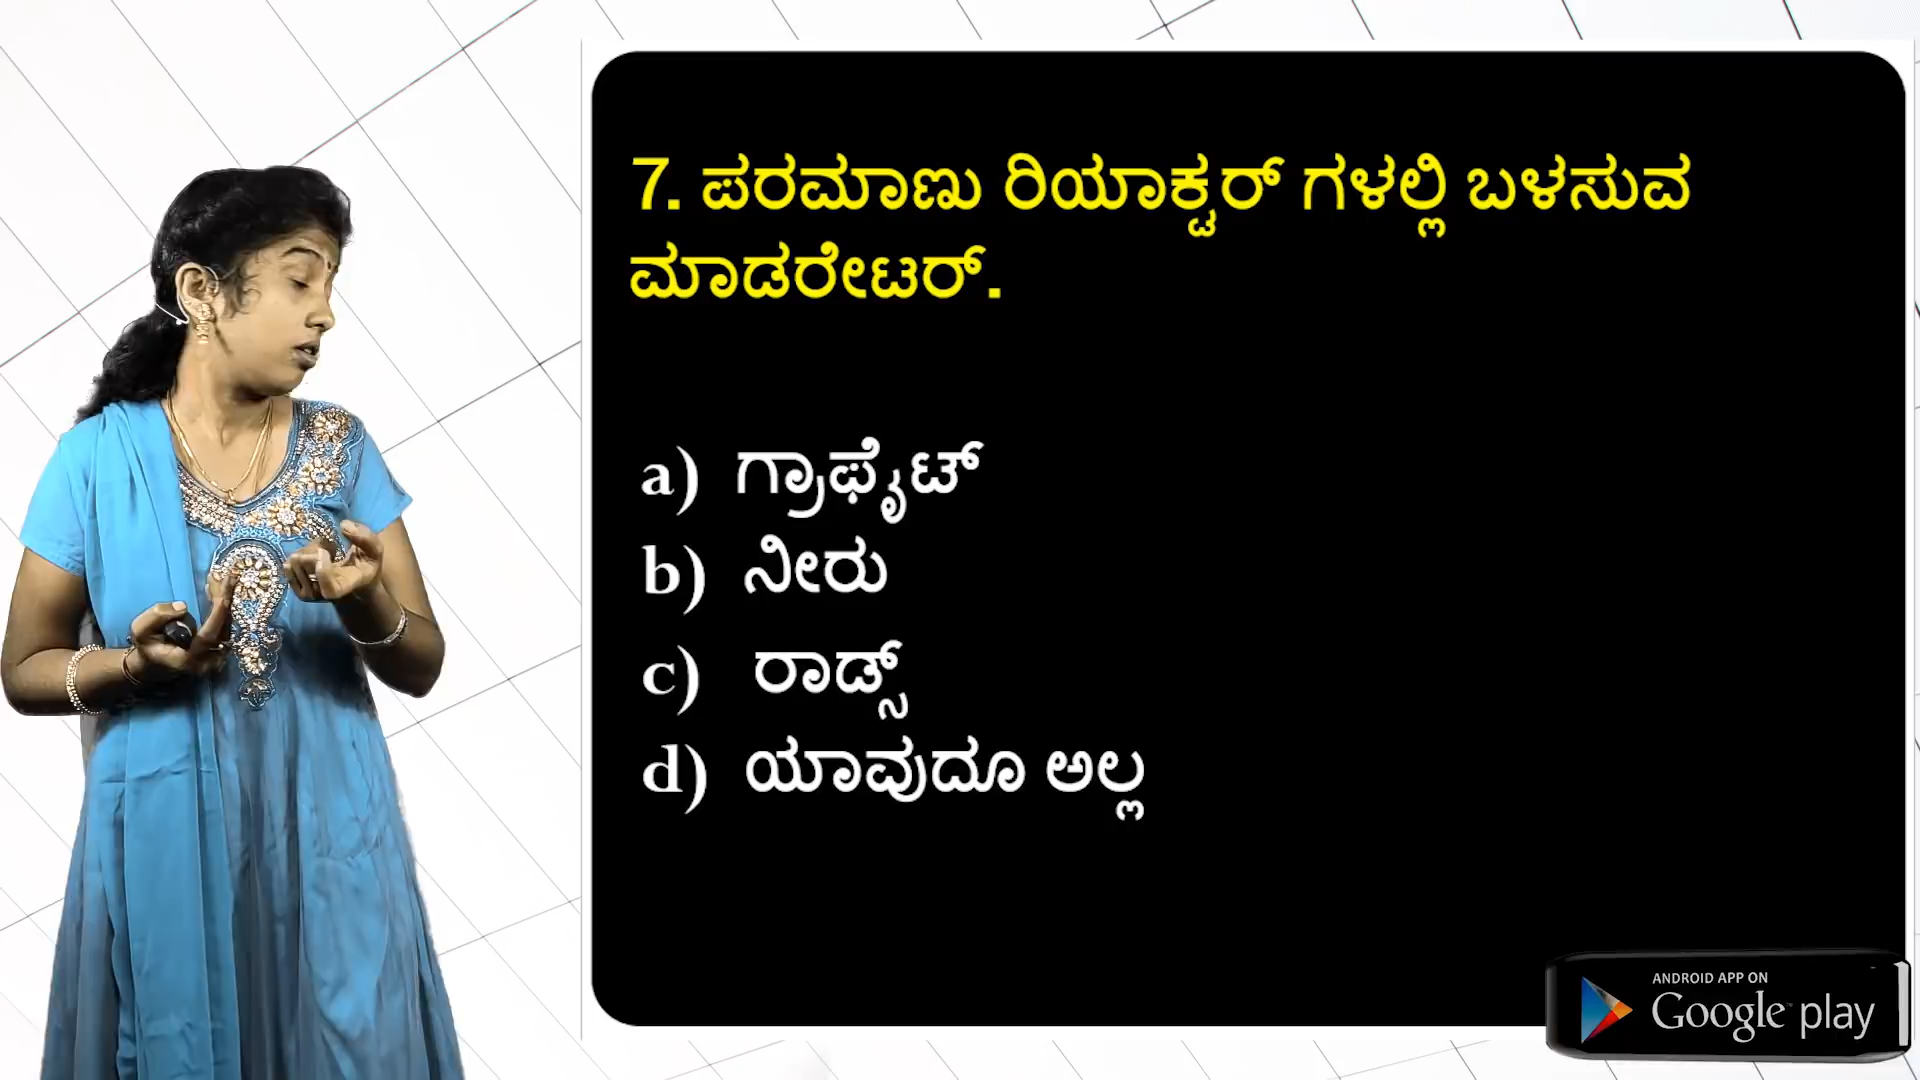 7. ಪರಮಾಣು ರಿಯಾಕ್ಟರ್ ಗಳಲ್ಲಿ ಬಳಸುವ
ಮಾಡರೇಟರ್.
a) ಗ್ರಾಫೈಟ್
b) ನೀರು
c) ರಾಡ್ಸ್
d) ಯಾವುದೂ ಅಲ್ಲ
ANDROID APP ON
Google play